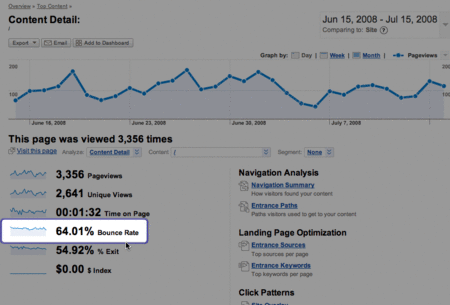 Overview » Top Content »
Content Detail:
/
Jun 15, 2008 - Jul 15, 2008
Comparing to: Site
Export Email Add to Dashboard
Graph by: Day Week Month Pageviews
200 200
100 100
June 16, 2008 June 23, 2008 June 30, 2008 July 7, 2008
This page was viewed 3,356 times
Visit this page Analyze: Content Detail Content: / Segment: None
3,356 Pageviews
2,641 Unique Views
00:01:32 Time on Page
64.01% Bounce Rate
54.92% % Exit
$0.00 $ Index
Navigation Analysis
Navigation Summary
How visitors found your content
Entrance Paths
Paths visitors used to get to your content
Landing Page Optimization
Entrance Sources
Top sources per page
Entrance Keywords
Top keywords per page
Click Patterns
Site Overlay